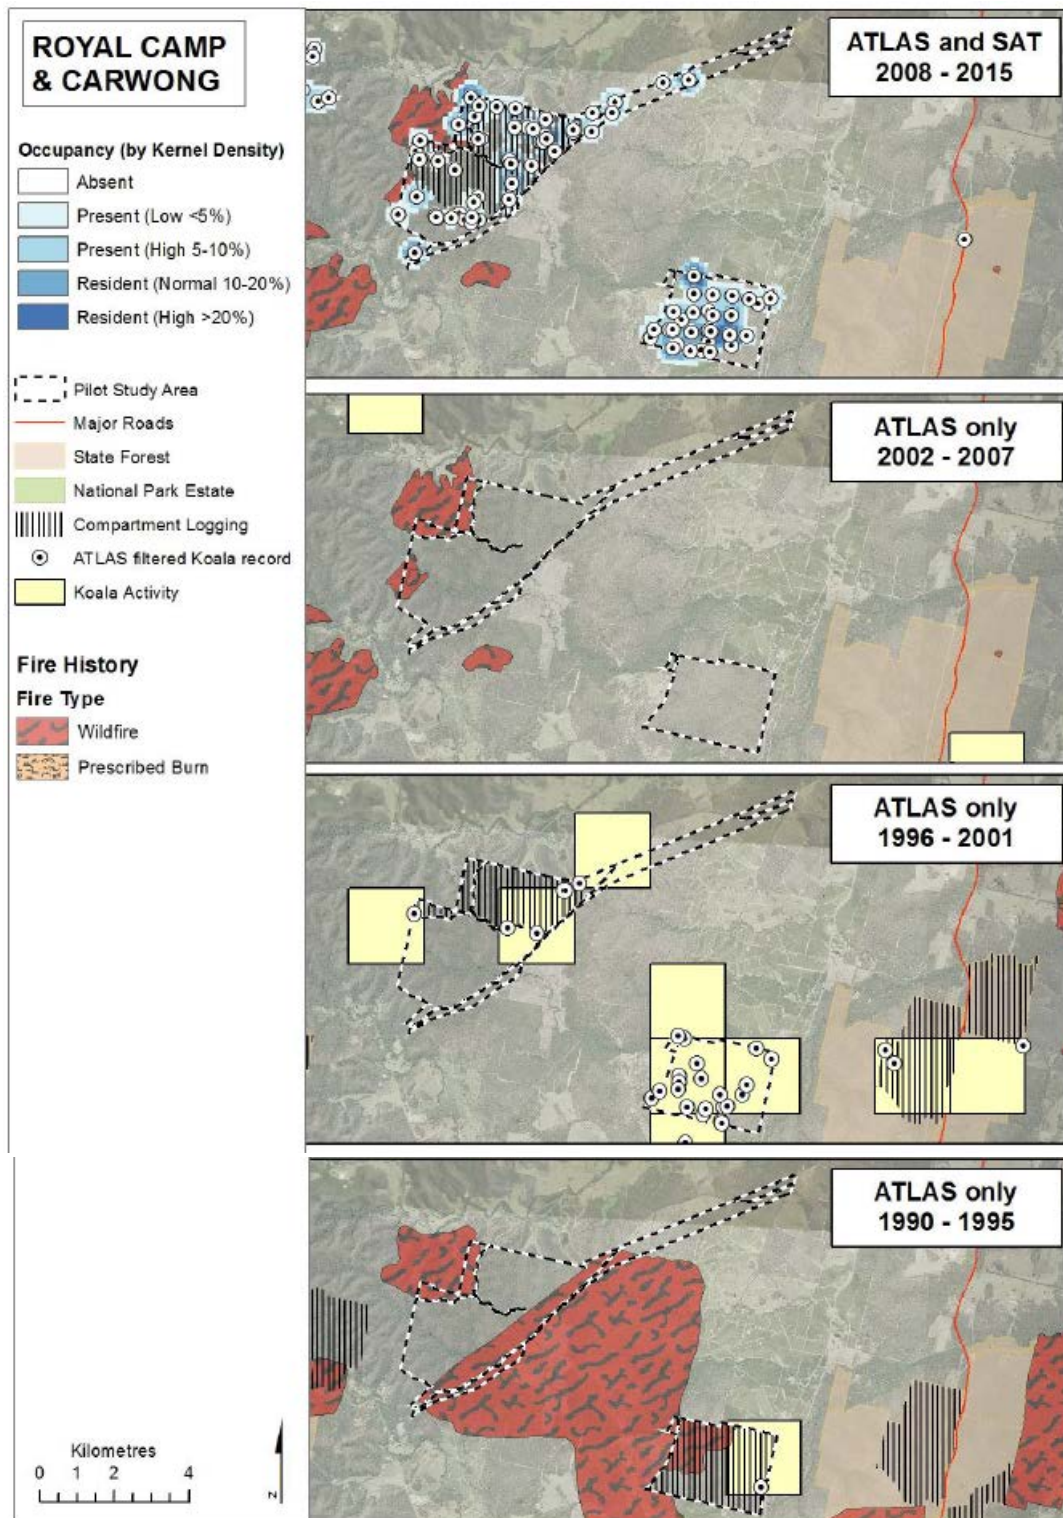 ROYAL CAMP
& CARWONG
Occupancy (by Kernel Density)
Absent
Present (Low <5%)
Present (High 5-10%)
Resident (Normal 10-20%)
Resident (High >20%)
Pilot Study Area
Major Roads
State Forest
National Park Estate
Compartment Logging
ATLAS filtered Koala record
Koala Activity
Fire History
Fire Type
Wildfire
Prescribed Burn
Kilometres
0 1 2 4
N
ATLAS and SAT
2008 - 2015
ATLAS only
2002 - 2007
ATLAS only
1996 - 2001
ATLAS only
1990 - 1995